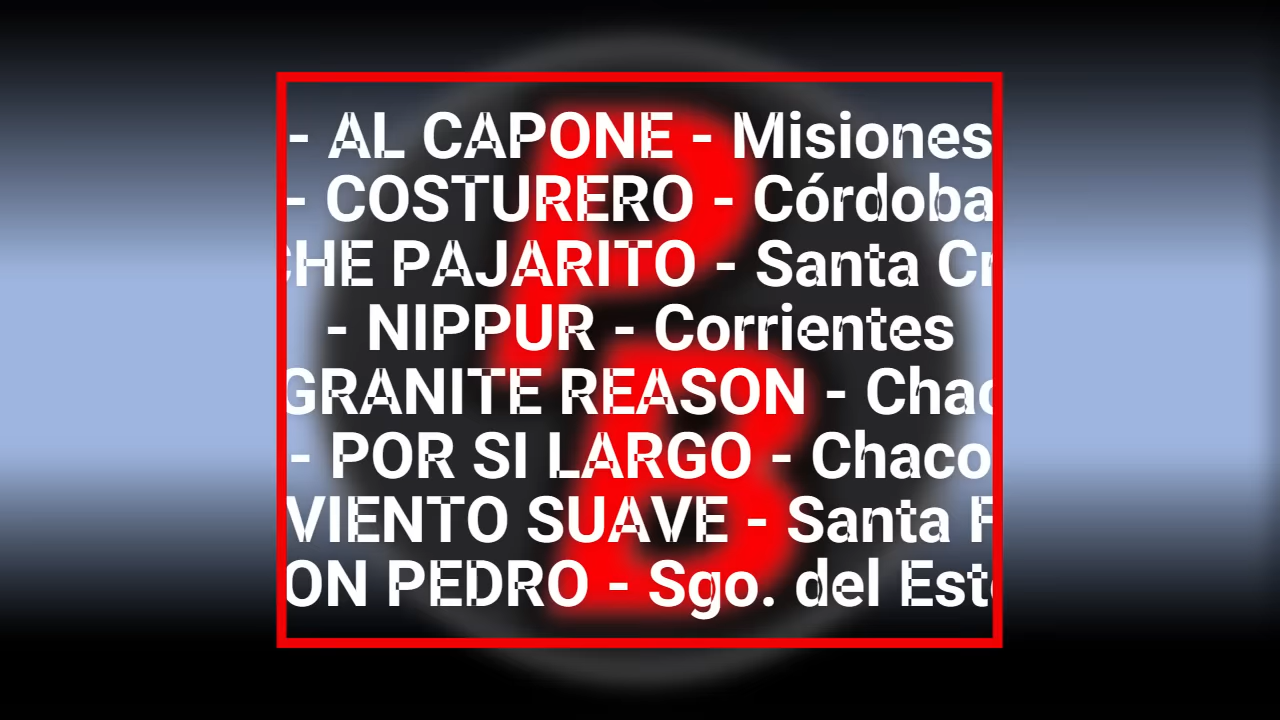 - AL CAPONE - Misiones
- COSTURERO - Córdoba
CHE PAJARITO - Santa Cr
- NIPPUR - Corrientes
GRANITE REASON - Chac
- POR SI LARGO - Chaco
VIENTO SUAVE - Santa F
ON PEDRO - Sgo. del Este
P
B